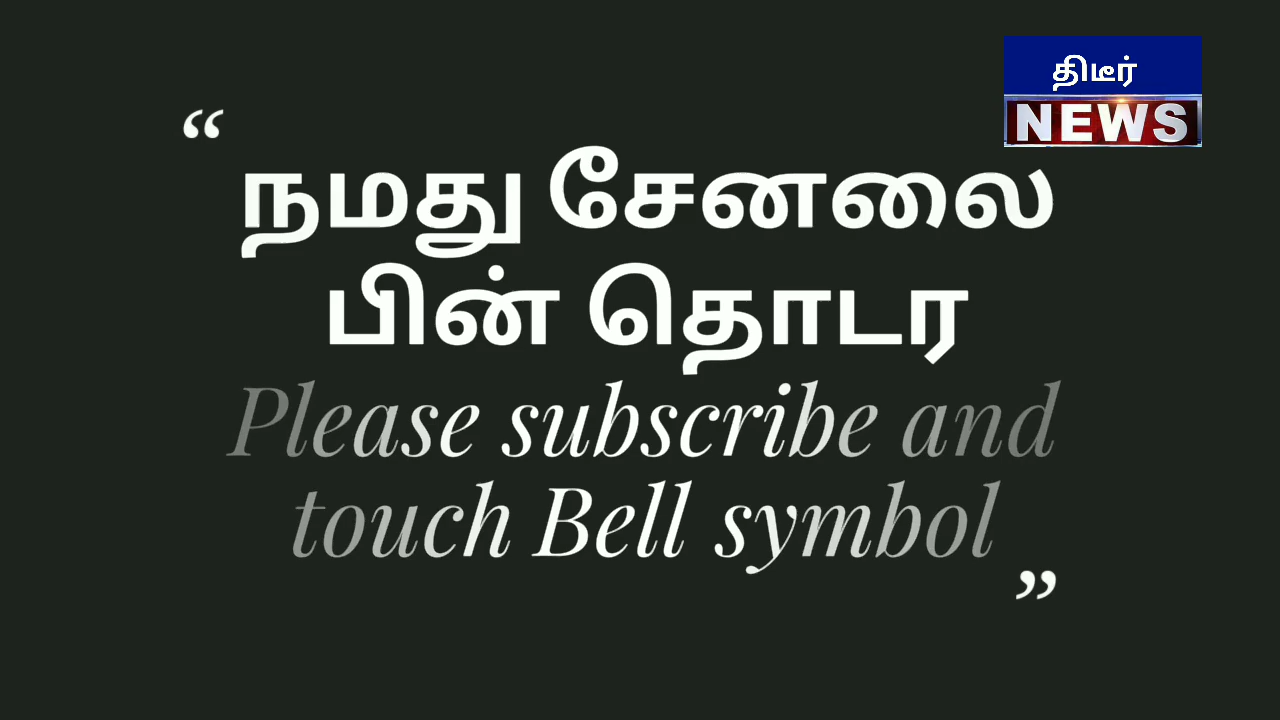 திடீர்
NEWS
“
நமது சேனலை
பின் தொடர
Please subscribe and
touch Bell symbol
”